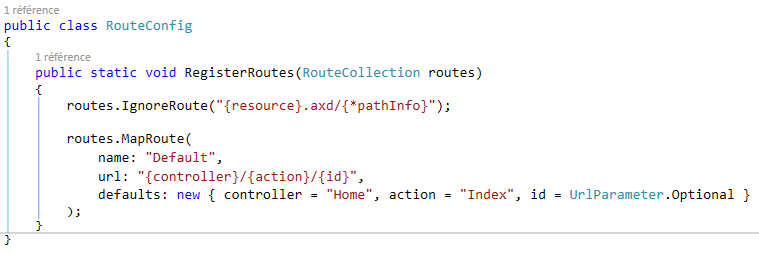 1 référence
public class RouteConfig
{
1 référence
public static void RegisterRoutes(RouteCollection routes)
{
routes.IgnoreRoute("{resource}.axd/{*pathInfo}");
routes.MapRoute(
name: "Default",
url: "{controller}/{action}/{id}",
defaults: new { controller = "Home", action = "Index", id = UrlParameter.Optional }
);
}
}